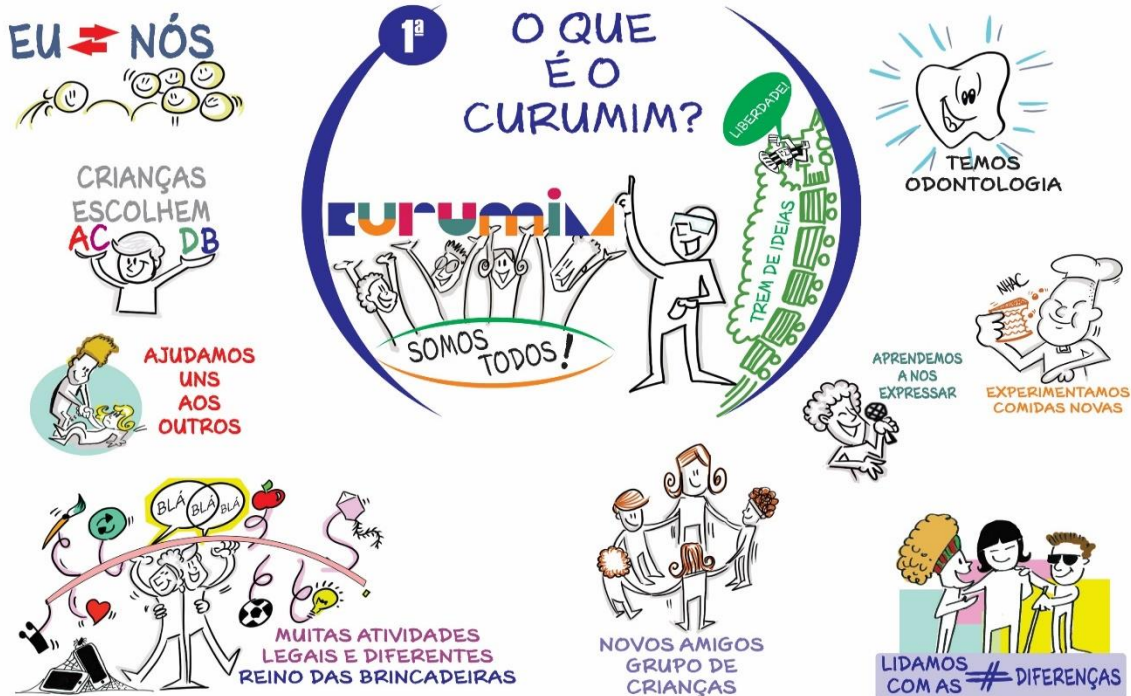 EU NÓS
1ª
O QUE
É O
CURUMIM?
LIBERDADE!
TREM DE IDEIAS
curumim
SOMOS
TODOS!
TEMOS
ODONTOLOGIA
CRIANÇAS
ESCOLHEM
AC DB
AJUDAMOS
UNS
AOS
OUTROS
NHAC
EXPERIMENTAMOS
COMIDAS NOVAS
APRENDEMOS
A NOS
EXPRESSAR
BLÁ BLÁ BLÁ
MUITAS ATIVIDADES
LEGAIS E DIFERENTES
REINO DAS BRINCADEIRAS
NOVOS AMIGOS
GRUPO DE
CRIANÇAS
LIDAMOS
COM AS # DIFERENÇAS